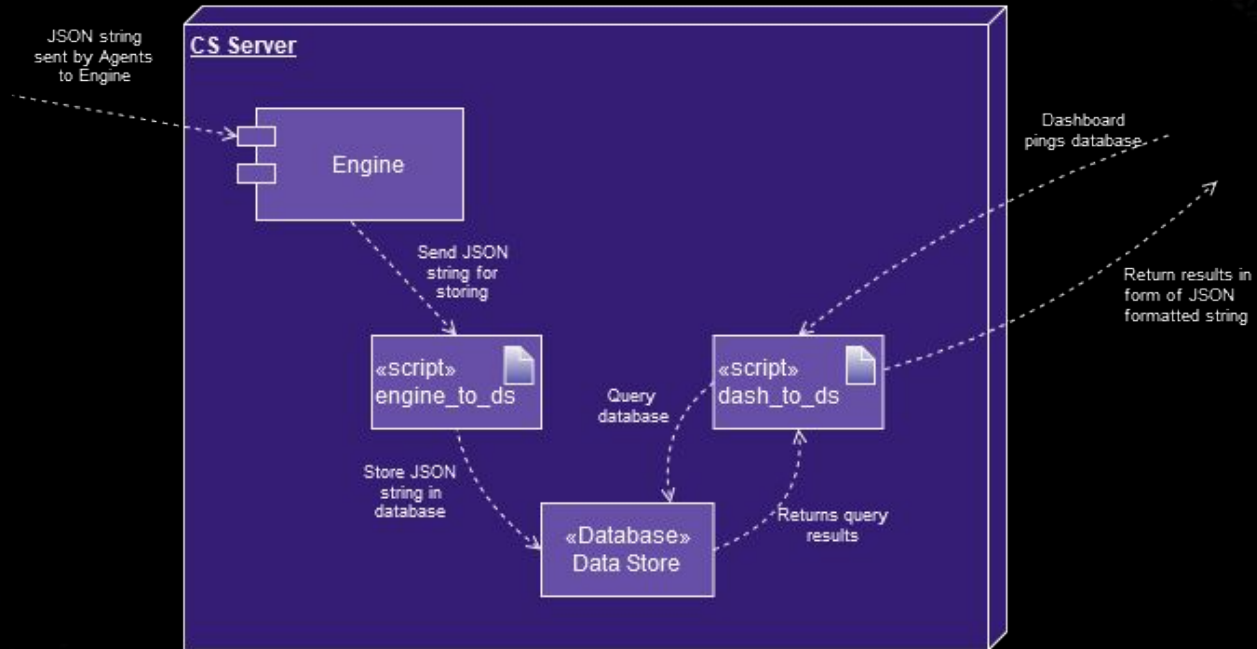 JSON string
sent by Agents
to Engine
CS Server
Engine
Dashboard
pings database
Send JSON
string for
storing
Return results in
form of JSON
formatted string
«script»
engine_to_ds
«script»
dash_to_ds
Query
database
Store JSON
string in
database
Returns query
results
«Database»
Data Store